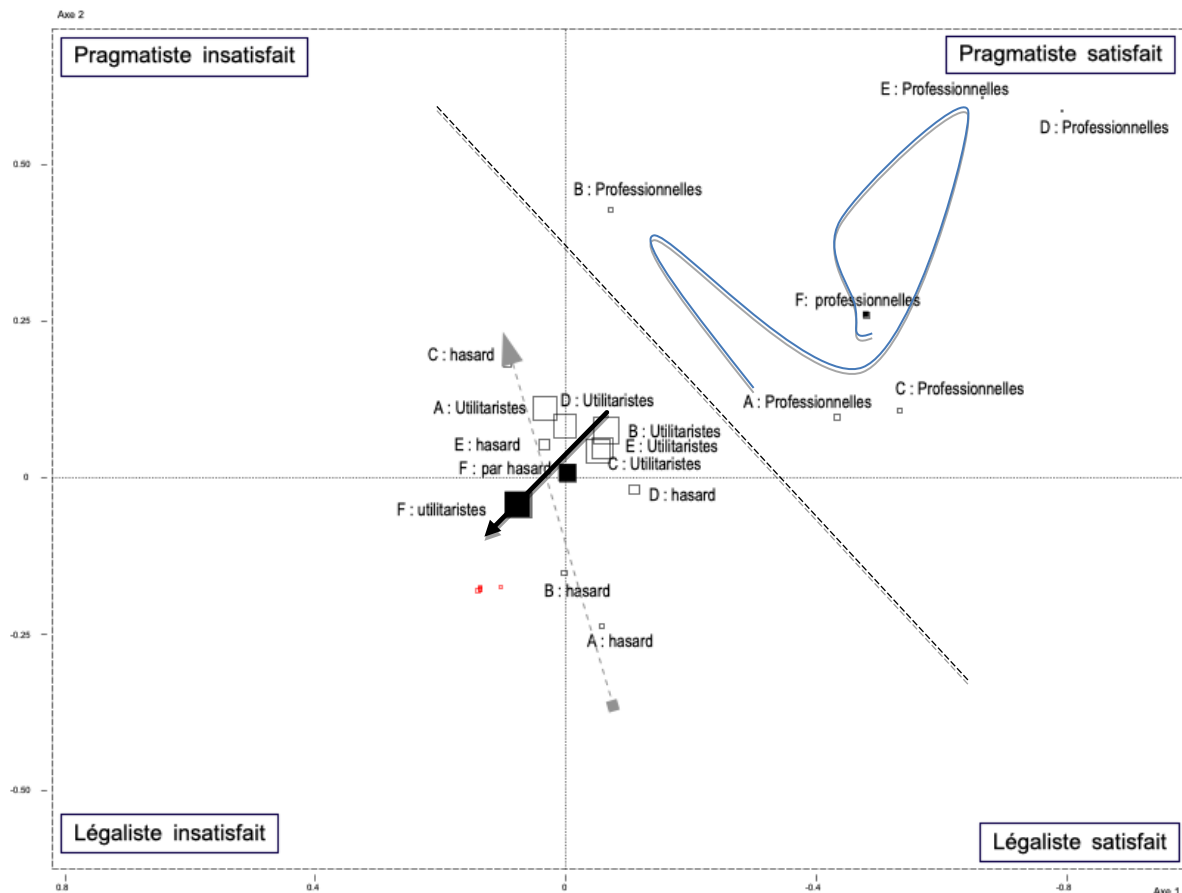 Axe 2
Pragmatiste insatisfait
Pragmatiste satisfait
E : Professionnelles
D : Professionnelles
0.50
B : Professionnelles
F: professionnelles
0.25
C : hasard
D : Utilitaristes
C : Professionnelles
A : Utilitaristes
A : Professionnelles
B : Utilitaristes
E : hasard
E : Utilitaristes
F : par hasard
C : Utilitaristes
0
D : hasard
F : utilitaristes
B : hasard
-0.25
A : hasard
-0.50
Légaliste insatisfait
Légaliste satisfait
0.8
0.4
0
-0.4
-0.8
Axe 1